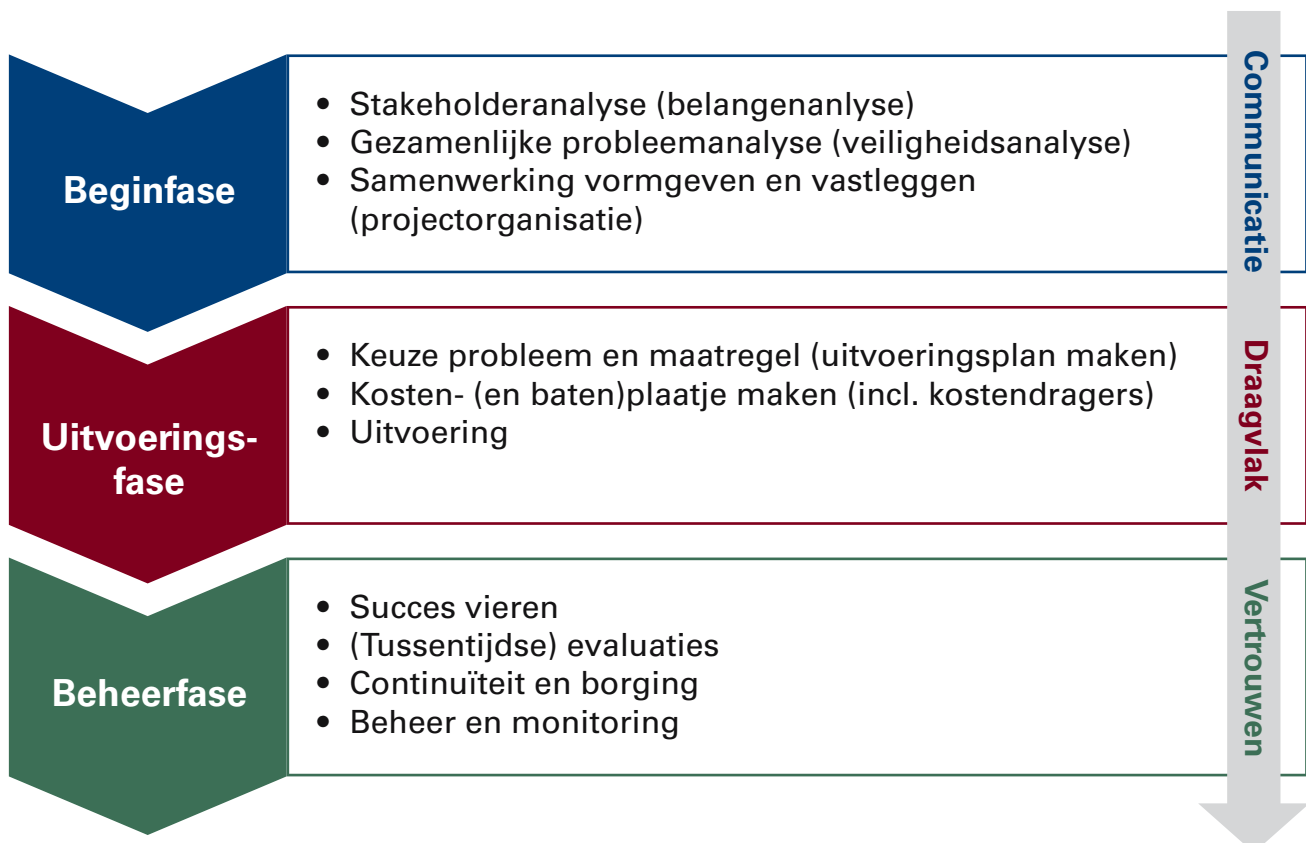 Beginfase
• Stakeholderanalyse (belangenanlyse)
• Gezamenlijke probleemanalyse (veiligheidsanalyse)
• Samenwerking vormgeven en vastleggen
(projectorganisatie)
Communicatie
Uitvoerings-
fase
• Keuze probleem en maatregel (uitvoeringsplan maken)
• Kosten- (en baten)plaatje maken (incl. kostendragers)
• Uitvoering
Draagvlak
Beheerfase
• Succes vieren
• (Tussentijdse) evaluaties
• Continuïteit en borging
• Beheer en monitoring
Vertrouwen